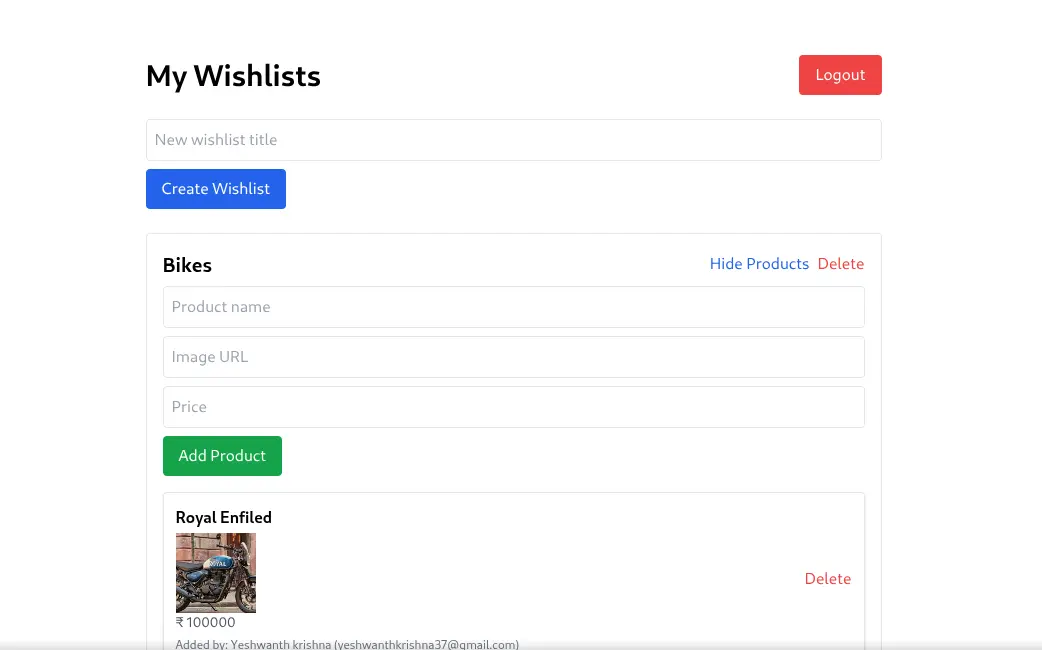 My Wishlists
Logout
New wishlist title
Create Wishlist
Bikes
Hide Products Delete
Product name
Image URL
Price
Add Product
Royal Enfiled
ROYAL
Delete
₹ 100000
Added by: Yeshwanth krishna (yeshwanthkrishna37@gmail.com)